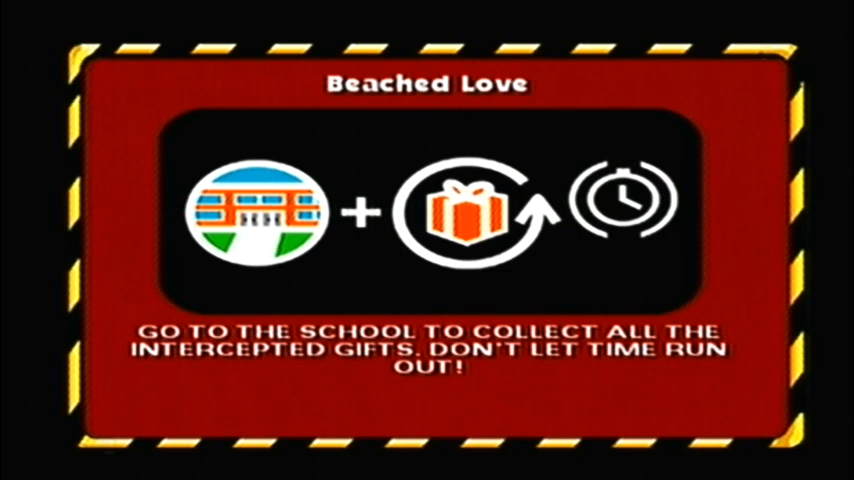 Beached Love
GO TO THE SCHOOL TO COLLECT ALL THE
INTERCEPTED GIFTS. DON'T LET TIME RUN
OUT!